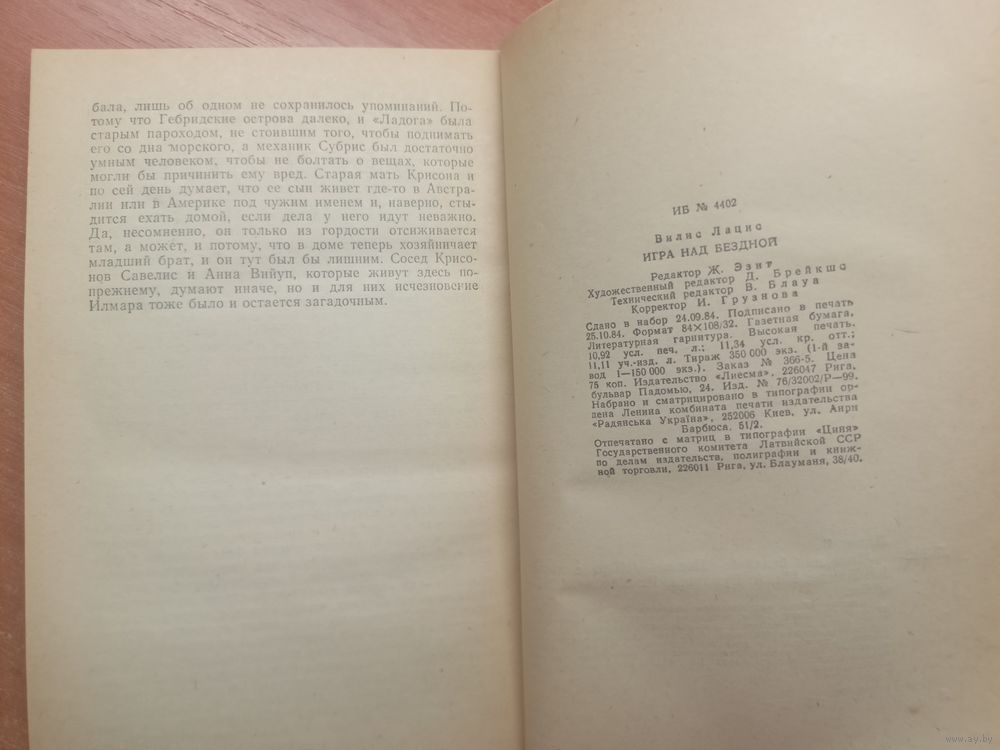 бала, лишь об одном не сохранилось упоминаний. По-
тому что Гебридские острова далеко, и «Ладога» была
старым пароходом, не стоившим того, чтобы поднимать
его со дна морского, а механик Субрис был достаточно
умным человеком, чтобы не болтать о вещах, которые
могли бы причинить ему вред. Старая мать Крисона и
по сей день думает, что ее сын живет где-то в Австра-
лии или в Америке под чужим именем и, наверно, сты-
дится ехать домой, если дела у него идут неважно.
Да, несомненно, он только из гордости отсиживается
там, а может, и потому, что в доме теперь хозяйничает
младший брат, и он тут был бы лишним. Сосед Крисо-
нов Савелис и Анна Вийуп, которые живут здесь по-
прежнему, думают иначе, но и для них исчезновение
Илмара тоже было и остается загадочным.
ИБ № 4402
Вилис Лацис
ИГРА НАД БЕЗДНОЙ
Редактор Ж. Эзит
Художественный редактор Д. Брейкша
Технический редактор В. Блауа
Корректор И. Грузнова
Сдано в набор 24.09.84. Подписано в печать
25.10.84. Формат 84×108/32. Газетная бумага.
Литературная гарнитура. Высокая печать.
10,92 усл. печ. л.; 11,34 усл. кр. отт.;
11,11 уч.-изд. л. Тираж 350 000 экз. (1-й за-
вод 1—150 000 экз.). Заказ № 366-5. Цена
75 коп. Издательство «Лиесма», 226047 Рига,
бульвар Падомью, 24. Изд. № 76/32002/Р—99.
Набрано и сматрицировано в типографии ор-
дена Ленина комбината печати издательства
«Радянська Україна», 252006 Киев, ул. Анри
Барбюса, 51/2.
Отпечатано с матриц в типографии «Циня»
Государственного комитета Латвийской ССР
по делам издательств, полиграфии и книж-
ной торговли, 226011 Рига, ул. Блауманя, 38/40.
www.ay.by